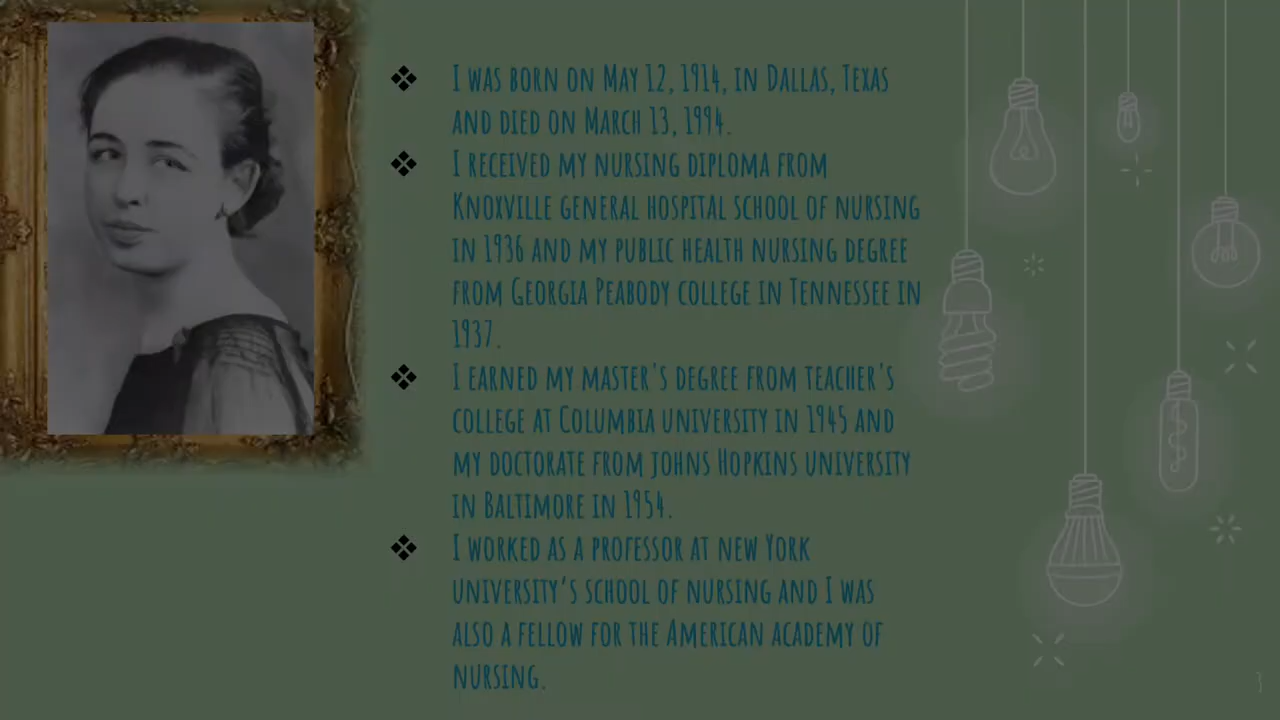 ❖ I was born on May 12, 1914, in Dallas, Texas
and died on March 13, 1994.
❖ I received my nursing diploma from
Knoxville general hospital school of nursing
in 1936 and my public health nursing degree
from Georgia Peabody college in Tennessee in
1937.
❖ I earned my master's degree from teacher's
college at Columbia university in 1945 and
my doctorate from johns Hopkins university
in Baltimore in 1954.
❖ I worked as a professor at new York
university's school of nursing and I was
also a fellow for the American academy of
nursing.
3